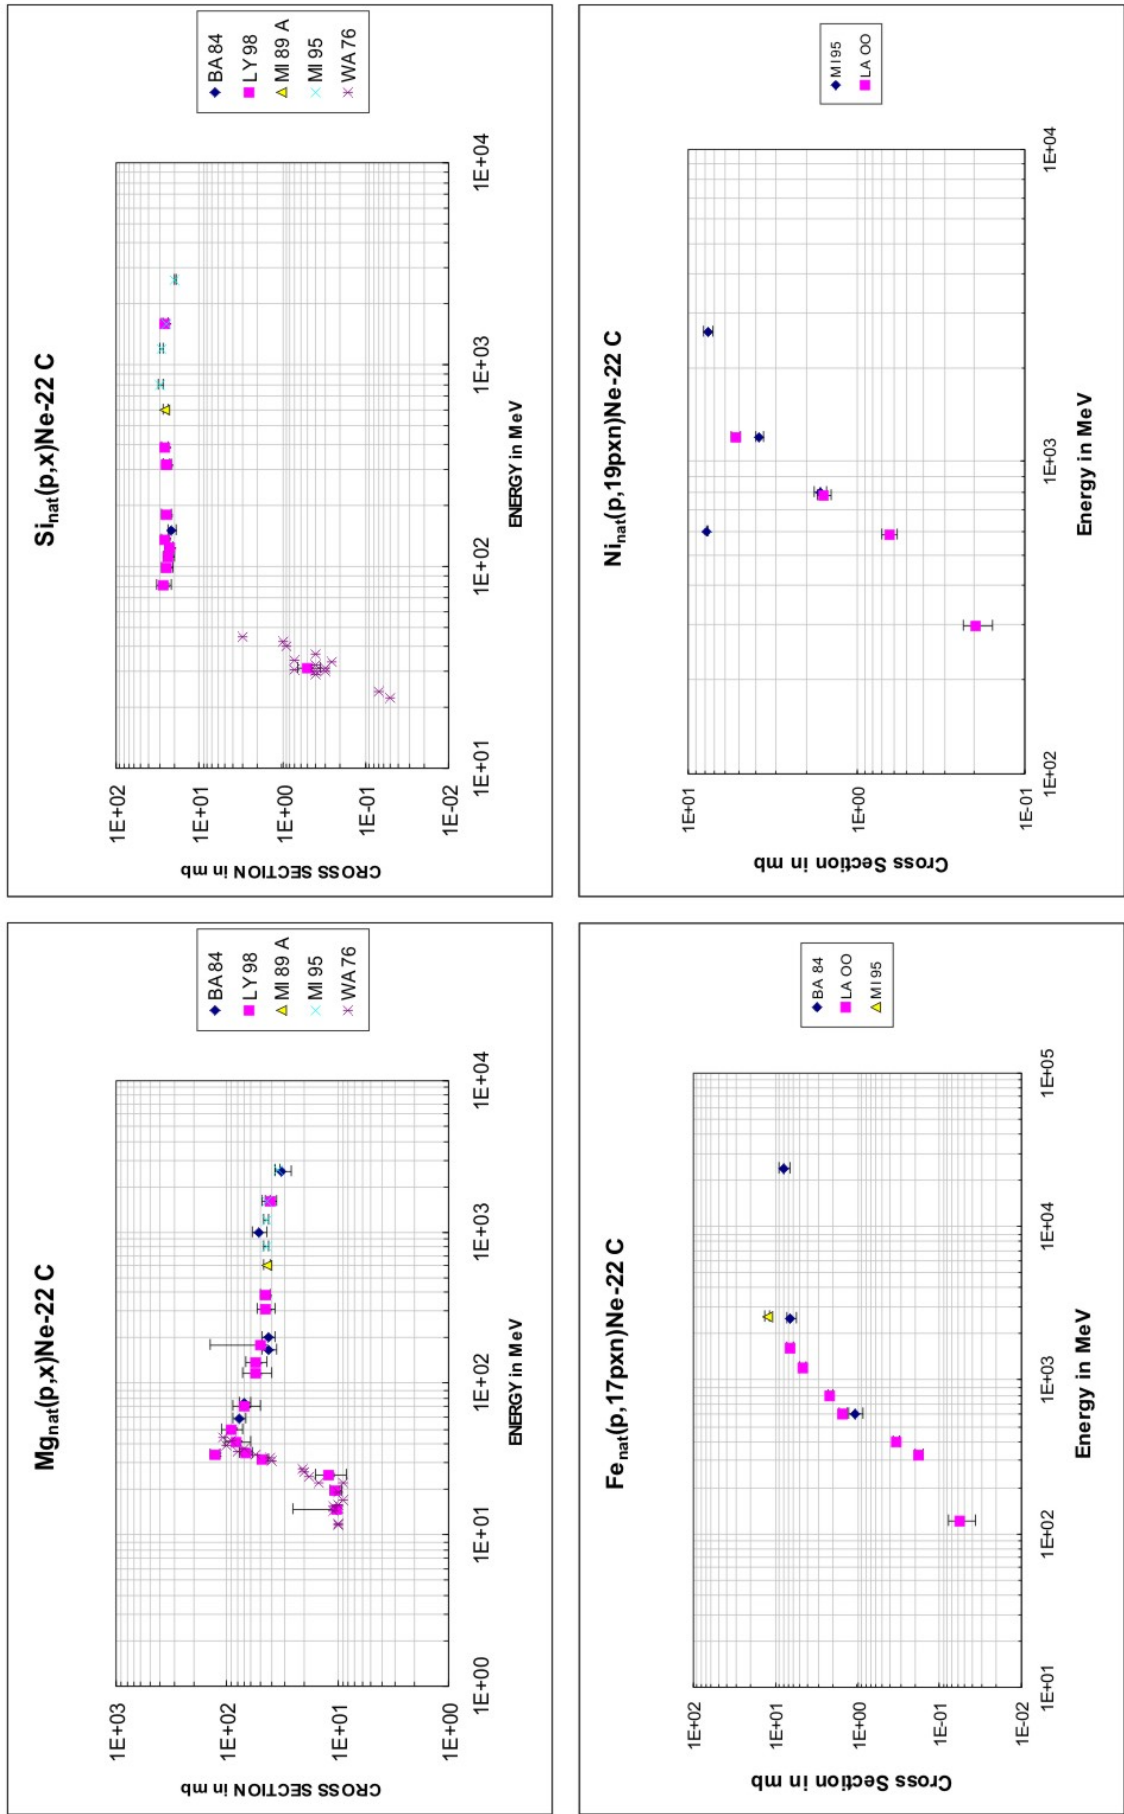 Mg nat (p,x)Ne-22 C
CROSS SECTION in mb
1E+03
1E+02
1E+01
1E+00
1E+00
1E+01
1E+02
1E+03
1E+04
ENERGY in MeV
BA 84
LY 98
MI 89 A
MI 95
WA 76
Si nat (p,x)Ne-22 C
CROSS SECTION in mb
1E+02
1E+01
1E+00
1E-01
1E-02
1E+01
1E+02
1E+03
1E+04
ENERGY in MeV
BA 84
LY 98
MI 89 A
MI 95
WA 76
Fe nat (p,17pxn)Ne-22 C
Cross Section in mb
1E+02
1E+01
1E+00
1E-01
1E-02
1E+01
1E+02
1E+03
1E+04
1E+05
Energy in MeV
BA 84
LA OO
MI 95
Ni nat (p,19pxn)Ne-22 C
Cross Section in mb
1E+01
1E+00
1E-01
1E+02
1E+03
1E+04
Energy in MeV
MI 95
LA OO